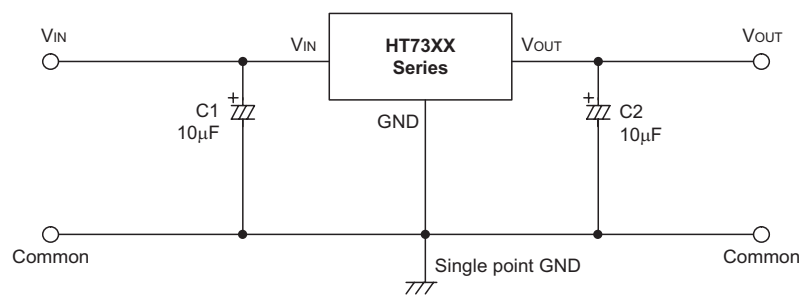 VIN
VIN
HT73XX
Series
VOUT
VOUT
C1
10μF
GND
C2
10μF
Common
Single point GND
Common